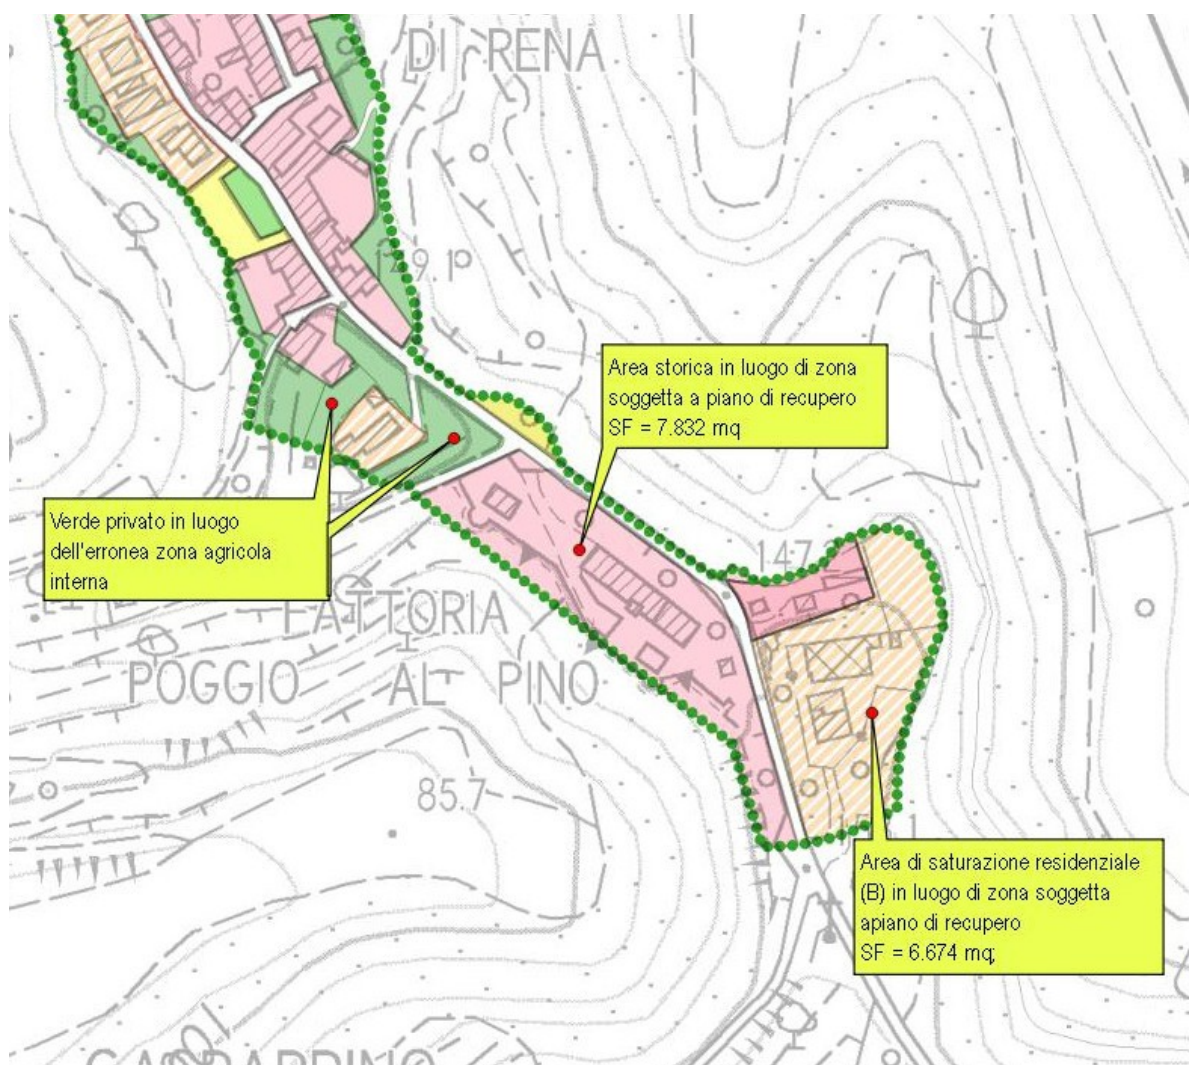 DI RENA
149.1
Area storica in luogo di zona
soggetta a piano di recupero
SF = 7.832 mq
Verde privato in luogo
dell'erronea zona agricola
interna
147
FATTORIA
POGGIO AL PINO
85.7
Area di saturazione residenziale
(B) in luogo di zona soggetta
apiano di recupero
SF = 6.674 mq;